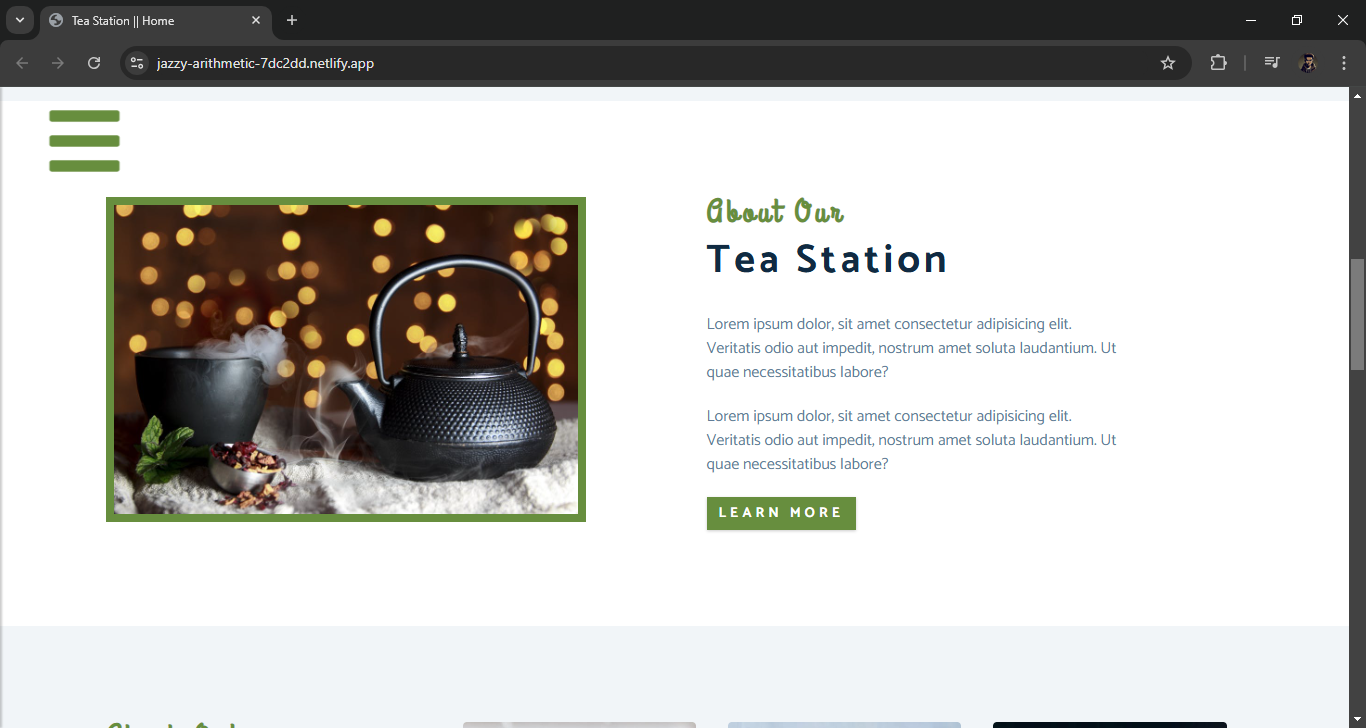 Tea Station || Home
jazzy-arithmetic-7dc2dd.netlify.app
About Our
Tea Station
Lorem ipsum dolor, sit amet consectetur adipisicing elit.
Veritatis odio aut impedit, nostrum amet soluta laudantium. Ut
quae necessitatibus labore?
Lorem ipsum dolor, sit amet consectetur adipisicing elit.
Veritatis odio aut impedit, nostrum amet soluta laudantium. Ut
quae necessitatibus labore?
LEARN MORE